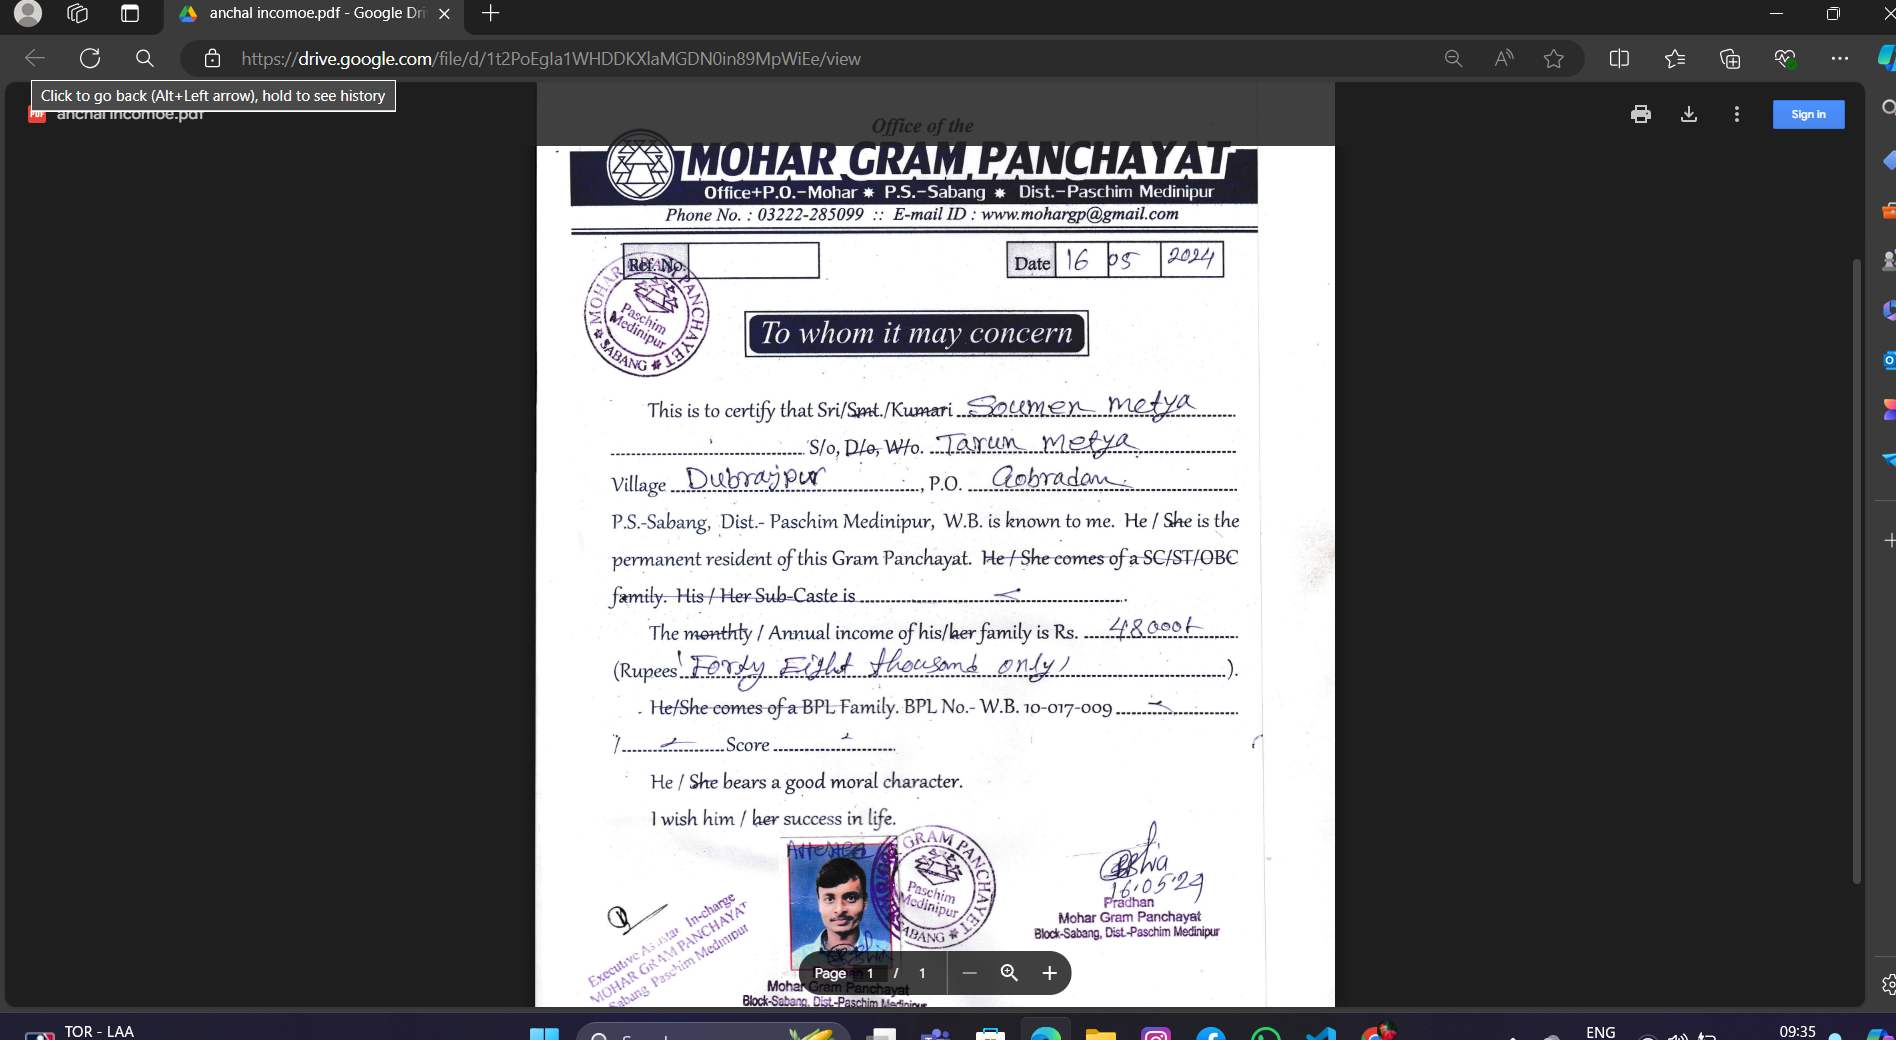 anchal incomoe.pdf - Google Dri
https://drive.google.com/file/d/1t2PoEgIa1WHDDKXlaMGDN0in89MpWiEe/view
Click to go back (Alt+Left arrow), hold to see history
PDF anchal incomoe.pdf
Sign in
Office of the
MOHAR GRAM PANCHAYAT
Office+P.O.-Mohar ★ P.S.-Sabang ★ Dist.-Paschim Medinipur
Phone No. : 03222-285099 :: E-mail ID : www.mohargp@gmail.com
Ref. No.
Date 16 05 2024
MOHAR GRAM PANCHAYET
Paschim
Medinipur
★ SABANG ★
To whom it may concern
This is to certify that Sri/Smt./Kumari Soumen Metya
S/o, D/o, W/o. Tarun Metya
Village Dubrajpur, P.O. Gobradan
P.S.-Sabang, Dist.- Paschim Medinipur, W.B. is known to me. He / She is the
permanent resident of this Gram Panchayat. He / She comes of a SC/ST/OBC
family. His / Her Sub-Caste is
The monthly / Annual income of his/her family is Rs. 48000/-
(Rupees Fordy Eight thousand only).
He/She comes of a BPL Family. BPL No.- W.B. 10-017-009
/ Score
He / She bears a good moral character.
I wish him / her success in life.
Attested
GRAM PANCHAYET
Paschim
Medinipur
SABANG ★
16.05.24
Pradhan
Mohar Gram Panchayat
Block-Sabang, Dist.-Paschim Medinipur
Executive Assistar In-charge
MOHAR GRAM PANCHAYAT
Sabang Paschim Medinipur
Page 1 / 1
Mohar Gram Panchayat
Block-Sabang, Dist.-Paschim Medinipur
TOR - LAA
Search
ENG
09:35